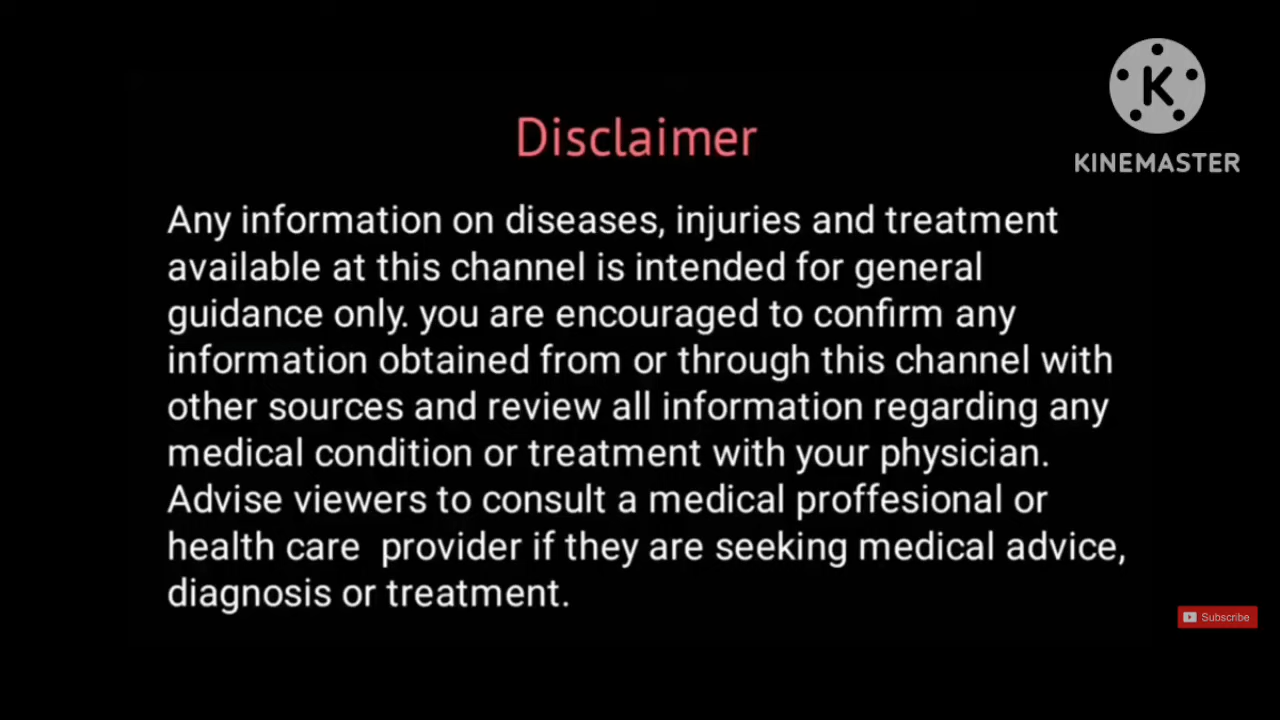 K
KINEMASTER
Disclaimer
Any information on diseases, injuries and treatment
available at this channel is intended for general
guidance only. you are encouraged to confirm any
information obtained from or through this channel with
other sources and review all information regarding any
medical condition or treatment with your physician.
Advise viewers to consult a medical proffesional or
health care  provider if they are seeking medical advice,
diagnosis or treatment.
Subscribe